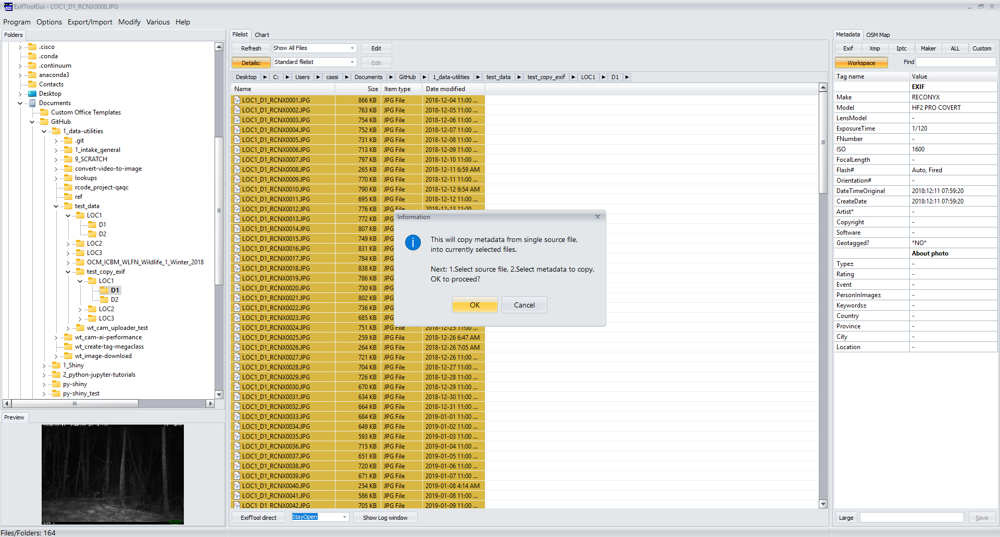 ExifToolGui - LOC1_D1_RCNX0008.JPG
Program Options Export/Import Modify Various Help
Folders
.cisco
.conda
.continuum
anaconda3
Contacts
Desktop
Documents
Custom Office Templates
GitHub
1_data-utilities
.git
1_intake_general
9_SCRATCH
convert-video-to-image
lookups
rcode_project-qaqc
ref
test_data
LOC1
D1
D2
LOC2
LOC3
OCM_ICBM_WLFN_Wildlife_1_Winter_2018
test_copy_exif
LOC1
D1
D2
LOC2
LOC3
wt_cam_uploader_test
wt_cam-ai-performance
wt_create-tag-megaclass
wt_image-download
1_Shiny
2_python-jupyter-tutorials
py-shiny
py-shiny_test
Preview
Files/Folders: 164
Filelist Chart
Refresh Show All Files Edit
Details: Standard filelist Edit
Desktop C: Users cassi Documents GitHub 1_data-utilities test_data test_copy_exif LOC1 D1
Name Size Item type Date modified
LOC1_D1_RCNX0001.JPG 866 KB JPG File 2018-12-04 11:00 ...
LOC1_D1_RCNX0002.JPG 763 KB JPG File 2018-12-05 11:00 ...
LOC1_D1_RCNX0003.JPG 754 KB JPG File 2018-12-06 11:00 ...
LOC1_D1_RCNX0004.JPG 752 KB JPG File 2018-12-07 11:00 ...
LOC1_D1_RCNX0005.JPG 731 KB JPG File 2018-12-08 11:00 ...
LOC1_D1_RCNX0006.JPG 713 KB JPG File 2018-12-09 11:00 ...
LOC1_D1_RCNX0007.JPG 797 KB JPG File 2018-12-10 11:00 ...
LOC1_D1_RCNX0008.JPG 265 KB JPG File 2018-12-11 6:59 AM
LOC1_D1_RCNX0009.JPG 770 KB JPG File 2018-12-11 11:00 ...
LOC1_D1_RCNX0010.JPG 790 KB JPG File 2018-12-12 9:54 AM
LOC1_D1_RCNX0011.JPG 695 KB JPG File 2018-12-12 11:00 ...
LOC1_D1_RCNX0012.JPG 776 KB JPG File 2018-12-13 11:00 ...
LOC1_D1_RCNX0013.JPG 772 KB JPG
LOC1_D1_RCNX0014.JPG 807 KB JPG
LOC1_D1_RCNX0015.JPG 749 KB JPG
LOC1_D1_RCNX0016.JPG 831 KB JPG
LOC1_D1_RCNX0017.JPG 784 KB JPG
LOC1_D1_RCNX0018.JPG 838 KB JPG
LOC1_D1_RCNX0019.JPG 786 KB JPG
LOC1_D1_RCNX0020.JPG 730 KB JPG
LOC1_D1_RCNX0021.JPG 802 KB JPG
LOC1_D1_RCNX0022.JPG 736 KB JPG
LOC1_D1_RCNX0023.JPG 685 KB JPG
LOC1_D1_RCNX0024.JPG 751 KB JPG File 2018-12-25 11:00 ...
LOC1_D1_RCNX0025.JPG 259 KB JPG File 2018-12-26 6:47 AM
LOC1_D1_RCNX0026.JPG 264 KB JPG File 2018-12-26 7:05 AM
LOC1_D1_RCNX0027.JPG 721 KB JPG File 2018-12-26 11:00 ...
LOC1_D1_RCNX0028.JPG 704 KB JPG File 2018-12-27 11:00 ...
LOC1_D1_RCNX0029.JPG 726 KB JPG File 2018-12-28 11:00 ...
LOC1_D1_RCNX0030.JPG 670 KB JPG File 2018-12-29 11:00 ...
LOC1_D1_RCNX0031.JPG 634 KB JPG File 2018-12-30 11:00 ...
LOC1_D1_RCNX0032.JPG 664 KB JPG File 2018-12-31 11:00 ...
LOC1_D1_RCNX0033.JPG 684 KB JPG File 2019-01-01 11:00 ...
LOC1_D1_RCNX0034.JPG 649 KB JPG File 2019-01-02 11:00 ...
LOC1_D1_RCNX0035.JPG 593 KB JPG File 2019-01-03 11:00 ...
LOC1_D1_RCNX0036.JPG 715 KB JPG File 2019-01-04 11:00 ...
LOC1_D1_RCNX0037.JPG 651 KB JPG File 2019-01-05 11:00 ...
LOC1_D1_RCNX0038.JPG 720 KB JPG File 2019-01-06 11:00 ...
LOC1_D1_RCNX0039.JPG 671 KB JPG File 2019-01-07 11:00 ...
LOC1_D1_RCNX0040.JPG 254 KB JPG File 2019-01-08 4:14 AM
LOC1_D1_RCNX0041.JPG 586 KB JPG File 2019-01-08 11:00 ...
LOC1_D1_RCNX0042.JPG 705 KB JPG File 2019-01-09 11:00 ...
ExifTool direct StayOpen Show Log window
Information
This will copy metadata from single source file,
into currently selected files.
Next: 1.Select source file, 2.Select metadata to copy.
OK to proceed?
OK Cancel
Metadata OSM Map
Exif Xmp Iptc Maker ALL Custom
Workspace Find
Tag name Value
EXIF
Make RECONYX
Model HF2 PRO COVERT
LensModel -
ExposureTime 1/120
FNumber -
ISO 1600
FocalLength -
Flash# Auto, Fired
Orientation# -
DateTimeOriginal 2018:12:11 07:59:20
CreateDate 2018:12:11 07:59:20
Artist* -
Copyright -
Software -
Geotagged? *NO*
About photo
Type± -
Rating -
Event -
PersonInImage± -
Keywords± -
Country -
Province -
City -
Location -
Large Save